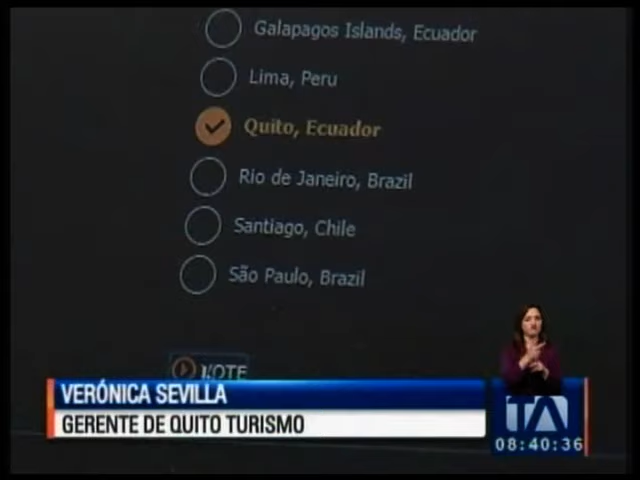 Galapagos Islands, Ecuador
Lima, Peru
Quito, Ecuador
Rio de Janeiro, Brazil
Santiago, Chile
São Paulo, Brazil
VOTE
VERÓNICA SEVILLA
GERENTE DE QUITO TURISMO
TA
08:40:36